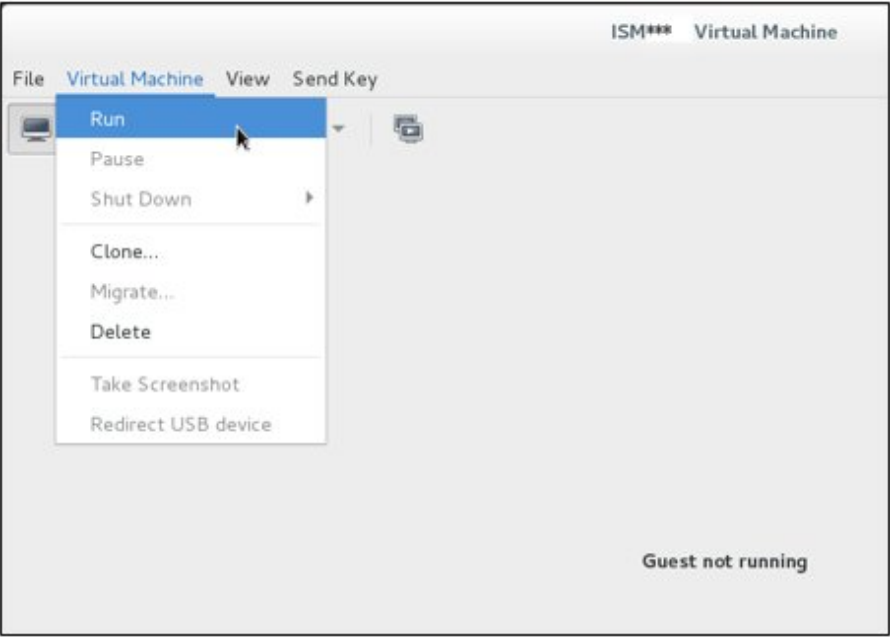 ISM*** Virtual Machine
File Virtual Machine View Send Key
Run
Pause
Shut Down
Clone...
Migrate...
Delete
Take Screenshot
Redirect USB device
Guest not running